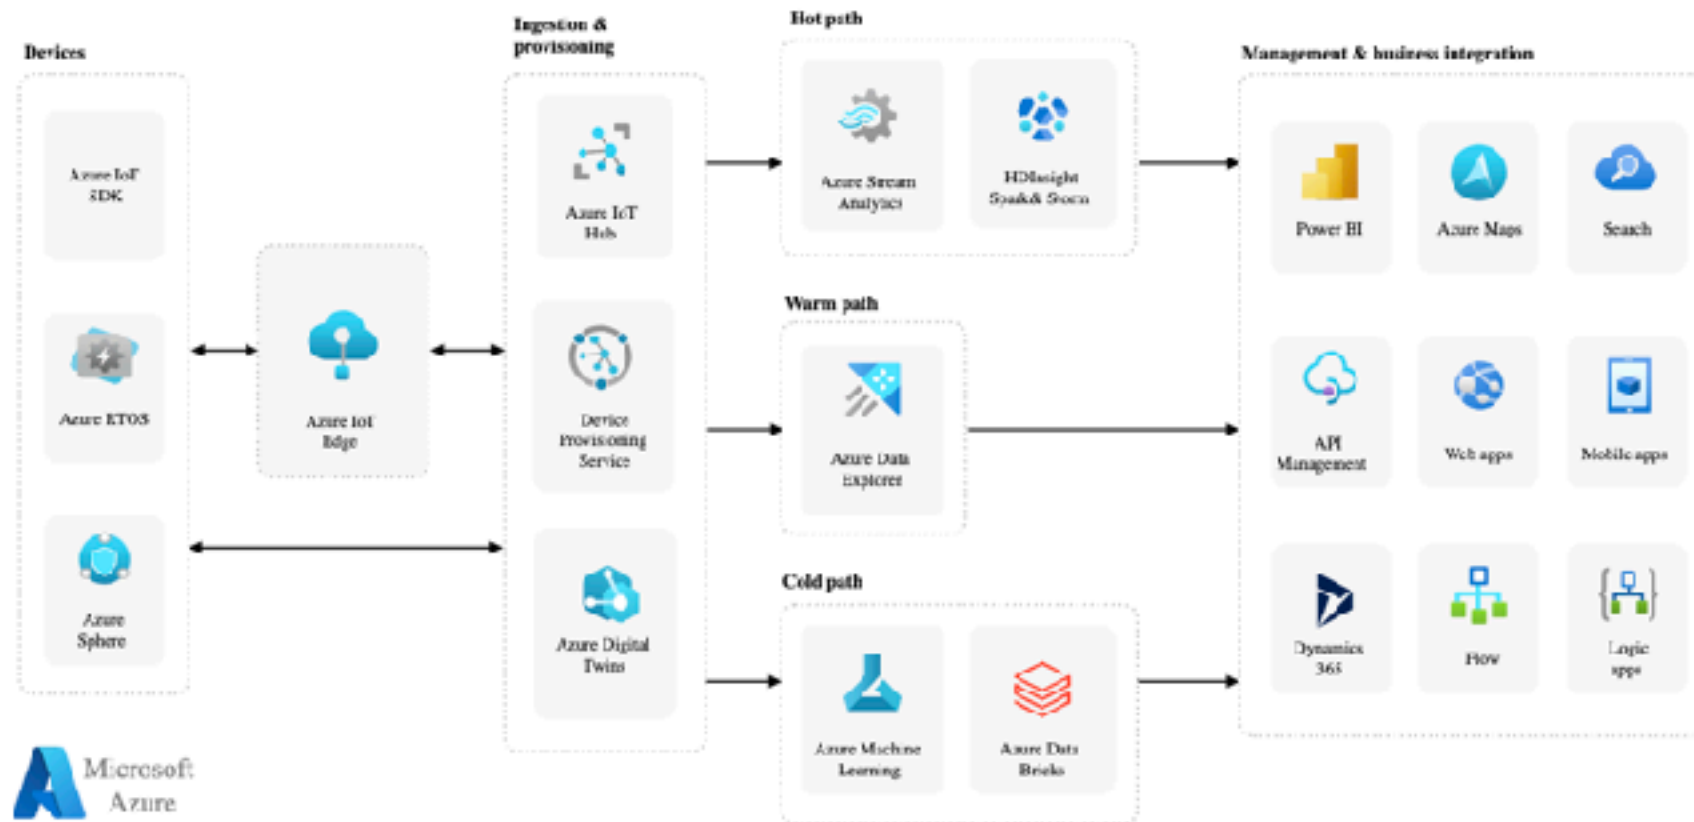 Devices
Azure IoT
SDK
Azure RTOS
Azure
Sphere
Azure IoT
Edge
Ingestion &
provisioning
Azure IoT
Hub
Device
Provisioning
Service
Azure Digital
Twins
Hot path
Azure Stream
Analytics
HDInsight
Spark& Storm
Warm path
Azure Data
Explorer
Cold path
Azure Machine
Learning
Azure Data
Bricks
Management & business integration
Power BI
Azure Maps
Search
API
Management
Web apps
Mobile apps
Dynamics
365
Flow
Logic
apps
Microsoft
Azure